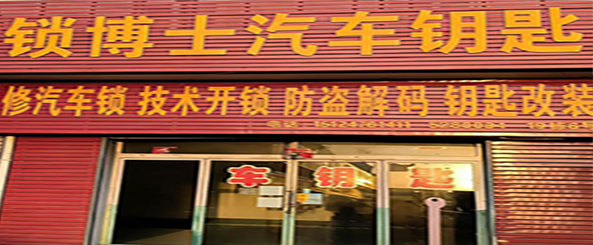 锁博士汽车钥匙
修汽车锁 技术开锁 防盗解码 钥匙改装
车钥匙